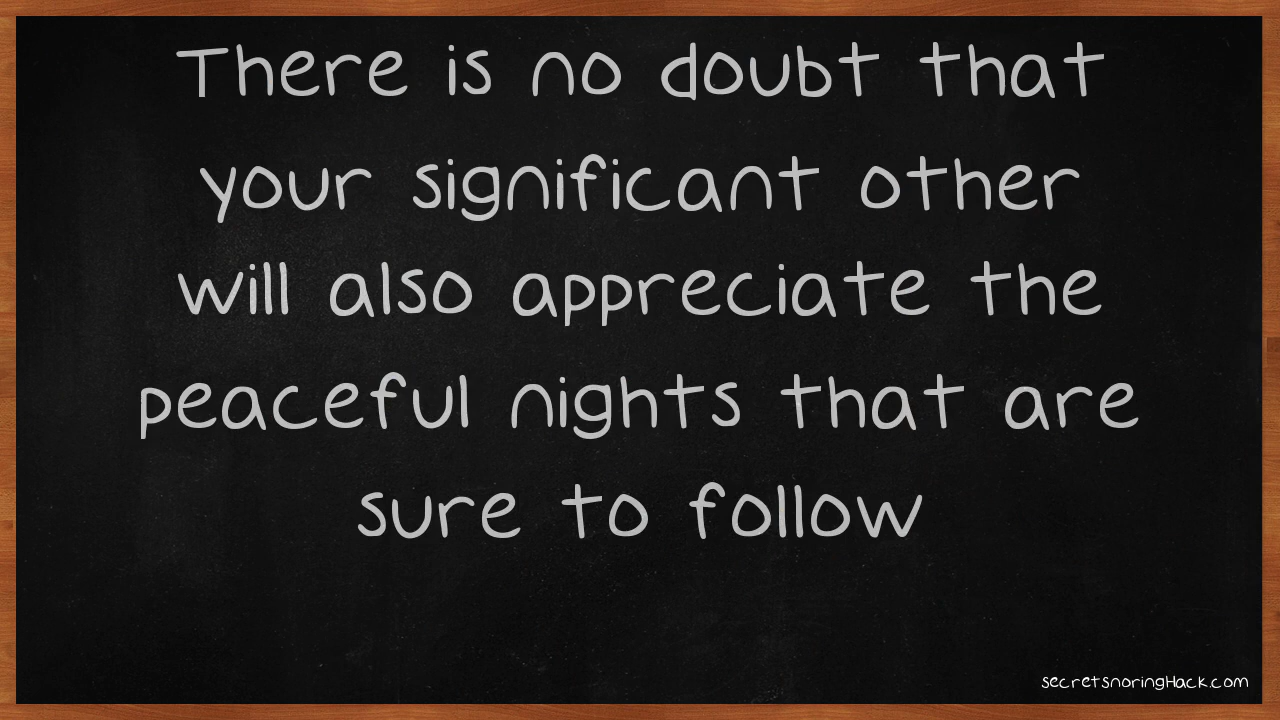 There is no doubt that
your significant other
will also appreciate the
peaceful nights that are
sure to follow
secretsnoringHack.com